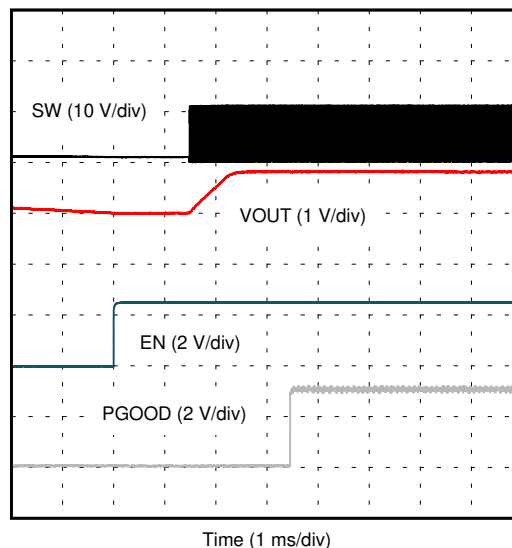 SW (10 V/div)
VOUT (1 V/div)
EN (2 V/div)
PGOOD (2 V/div)
Time (1 ms/div)